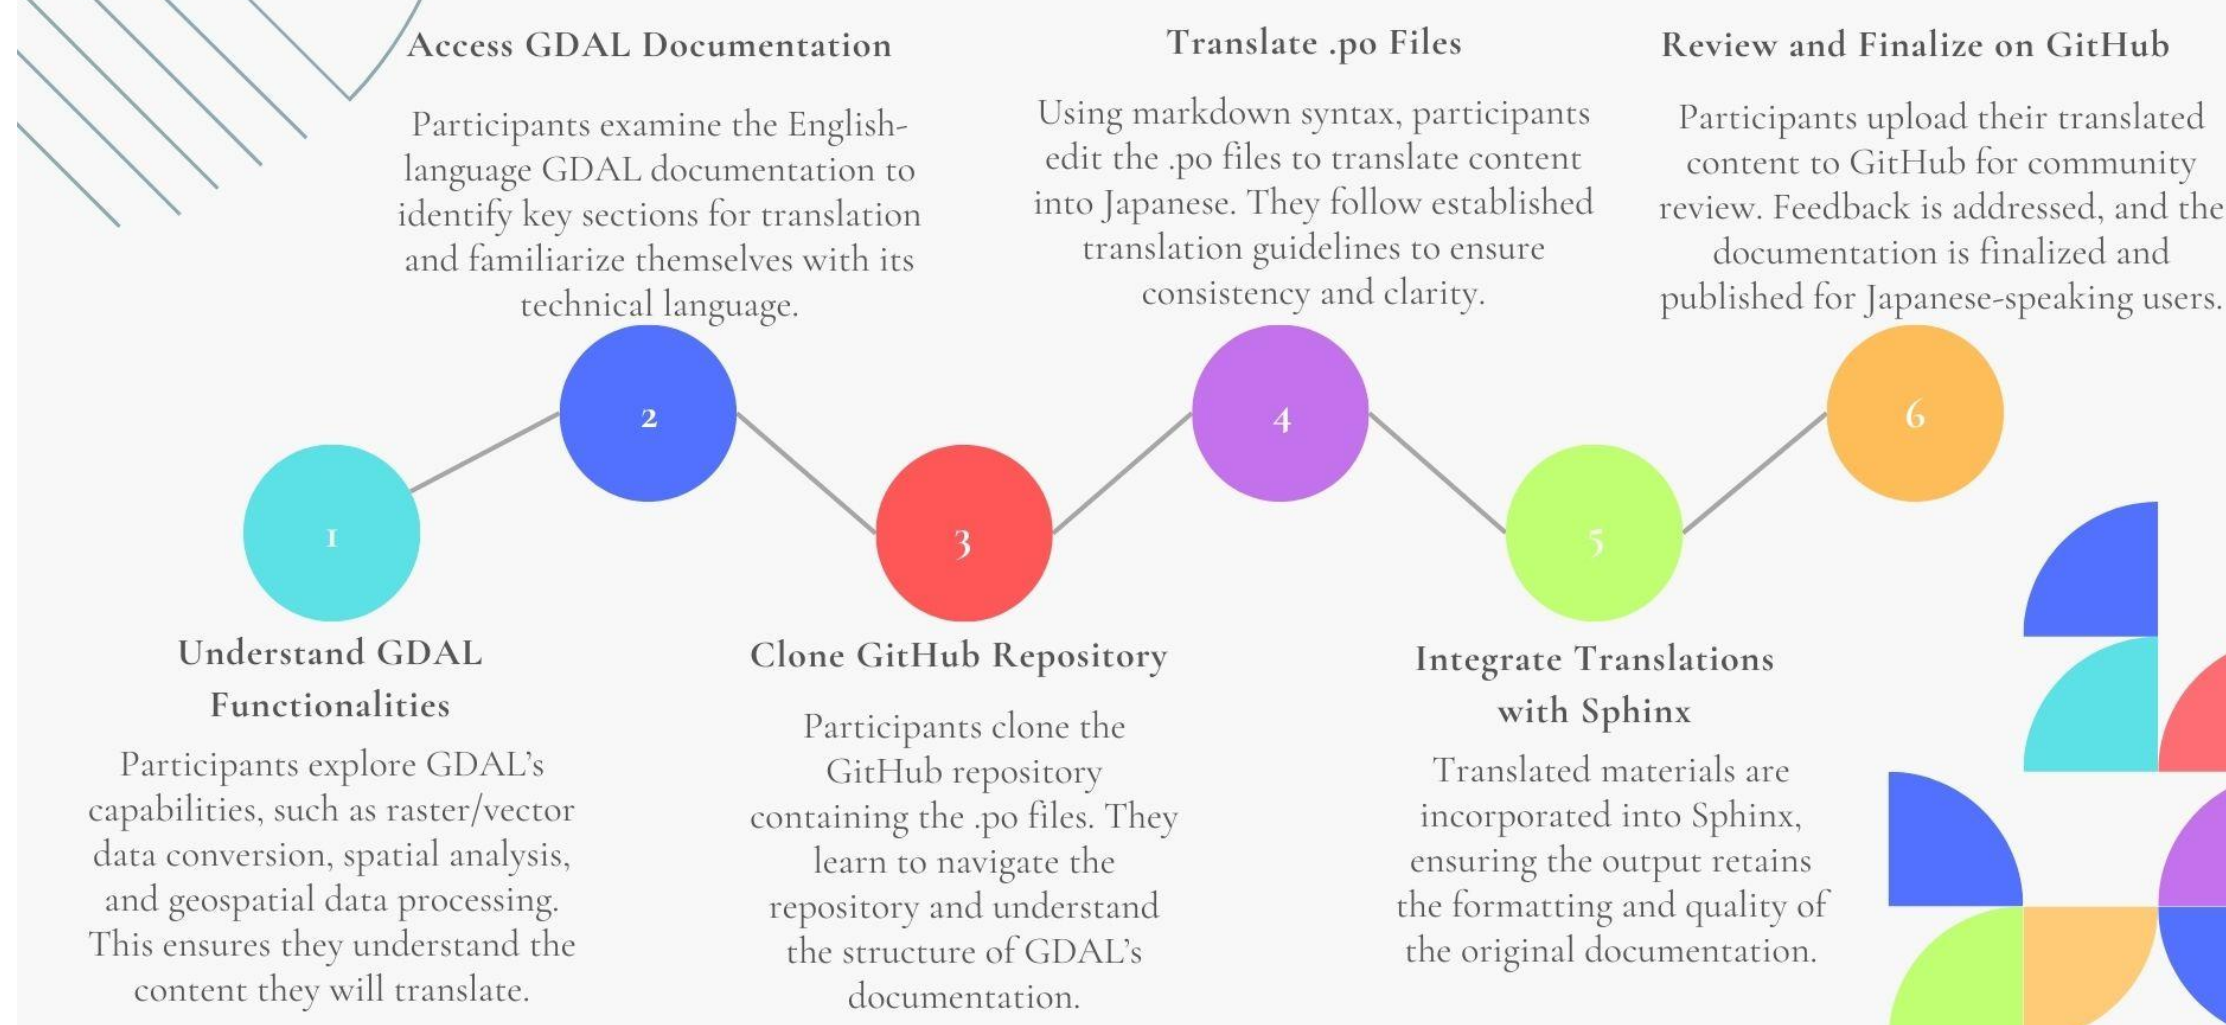 Access GDAL Documentation
Participants examine the English-
language GDAL documentation to
identify key sections for translation
and familiarize themselves with its
technical language.
Translate .po Files
Using markdown syntax, participants
edit the .po files to translate content
into Japanese. They follow established
translation guidelines to ensure
consistency and clarity.
Review and Finalize on GitHub
Participants upload their translated
content to GitHub for community
review. Feedback is addressed, and the
documentation is finalized and
published for Japanese-speaking users.
1
2
3
4
5
6
Understand GDAL
Functionalities
Participants explore GDAL’s
capabilities, such as raster/vector
data conversion, spatial analysis,
and geospatial data processing.
This ensures they understand the
content they will translate.
Clone GitHub Repository
Participants clone the
GitHub repository
containing the .po files. They
learn to navigate the
repository and understand
the structure of GDAL’s
documentation.
Integrate Translations
with Sphinx
Translated materials are
incorporated into Sphinx,
ensuring the output retains
the formatting and quality of
the original documentation.